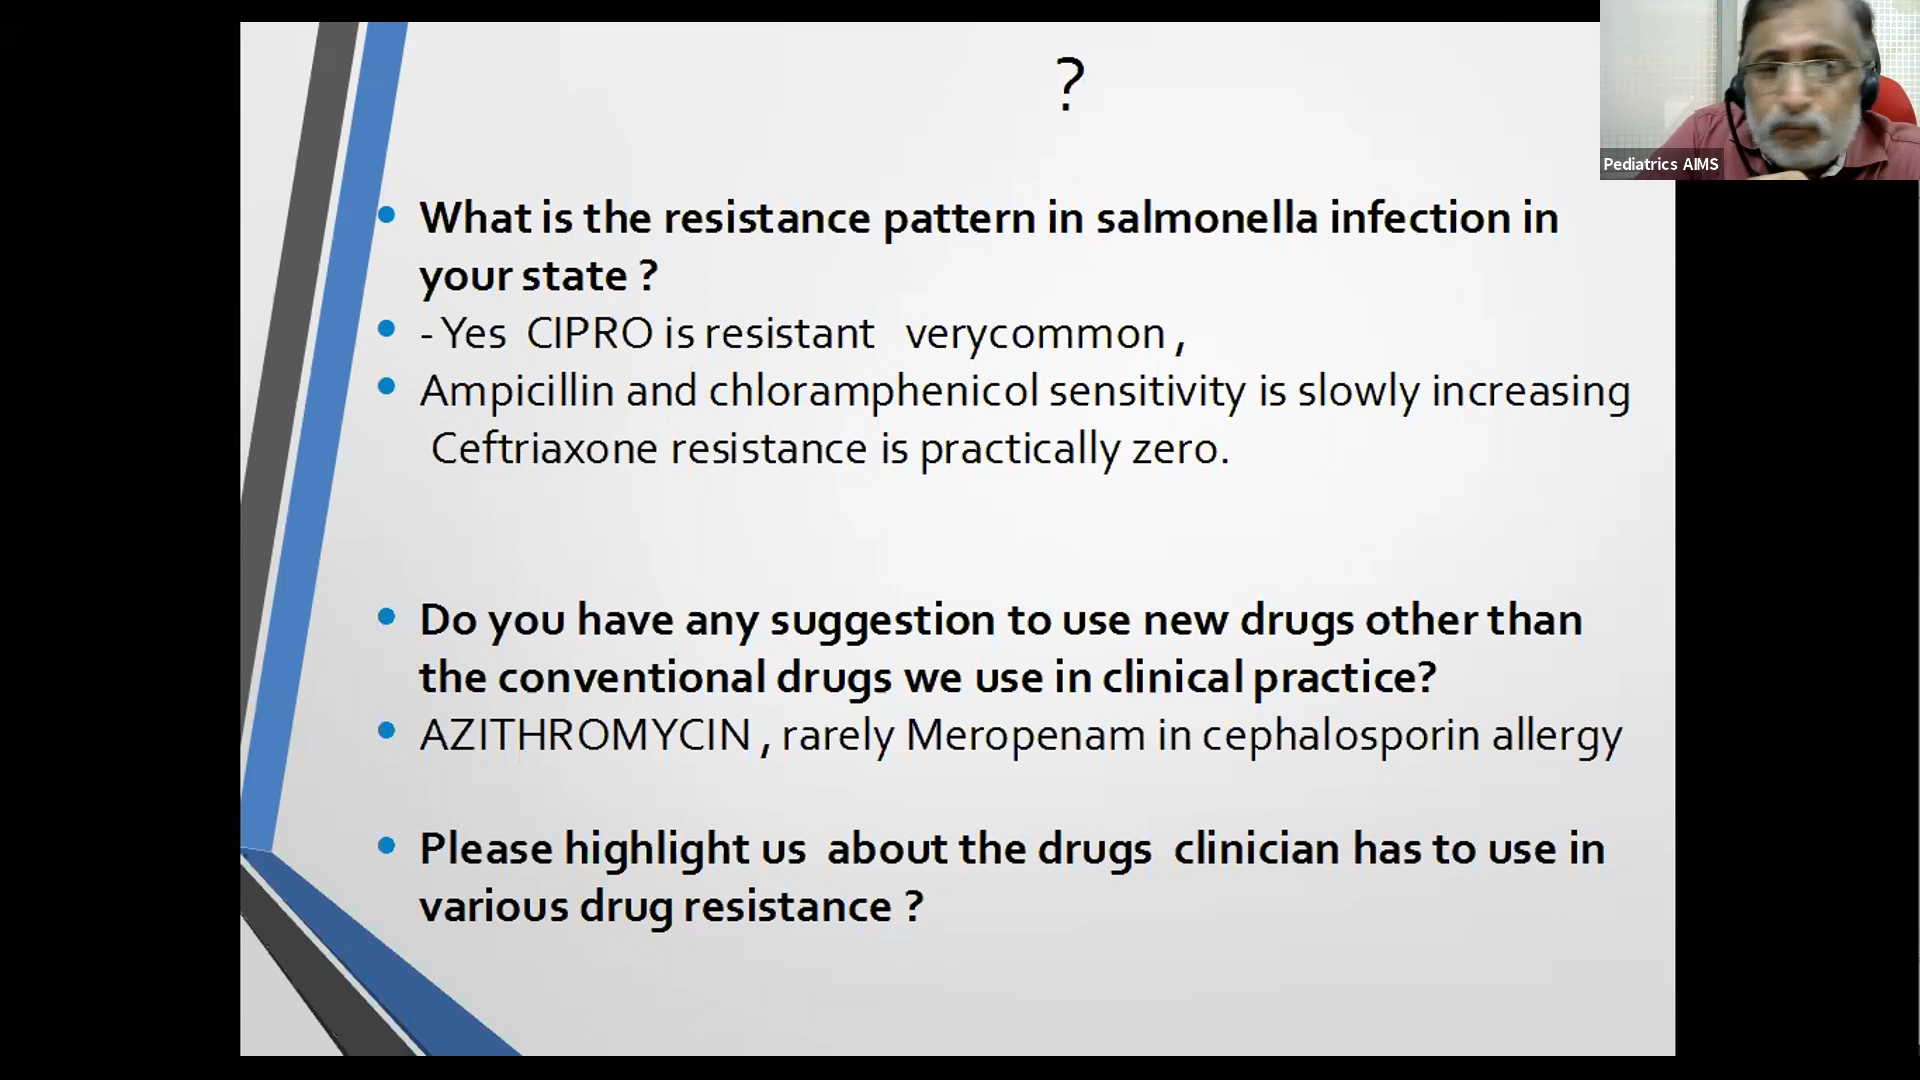 ?
Pediatrics AIMS
What is the resistance pattern in salmonella infection in
your state ?
- Yes CIPRO is resistant verycommon ,
Ampicillin and chloramphenicol sensitivity is slowly increasing
Ceftriaxone resistance is practically zero.
Do you have any suggestion to use new drugs other than
the conventional drugs we use in clinical practice?
AZITHROMYCIN , rarely Meropenam in cephalosporin allergy
Please highlight us about the drugs clinician has to use in
various drug resistance ?